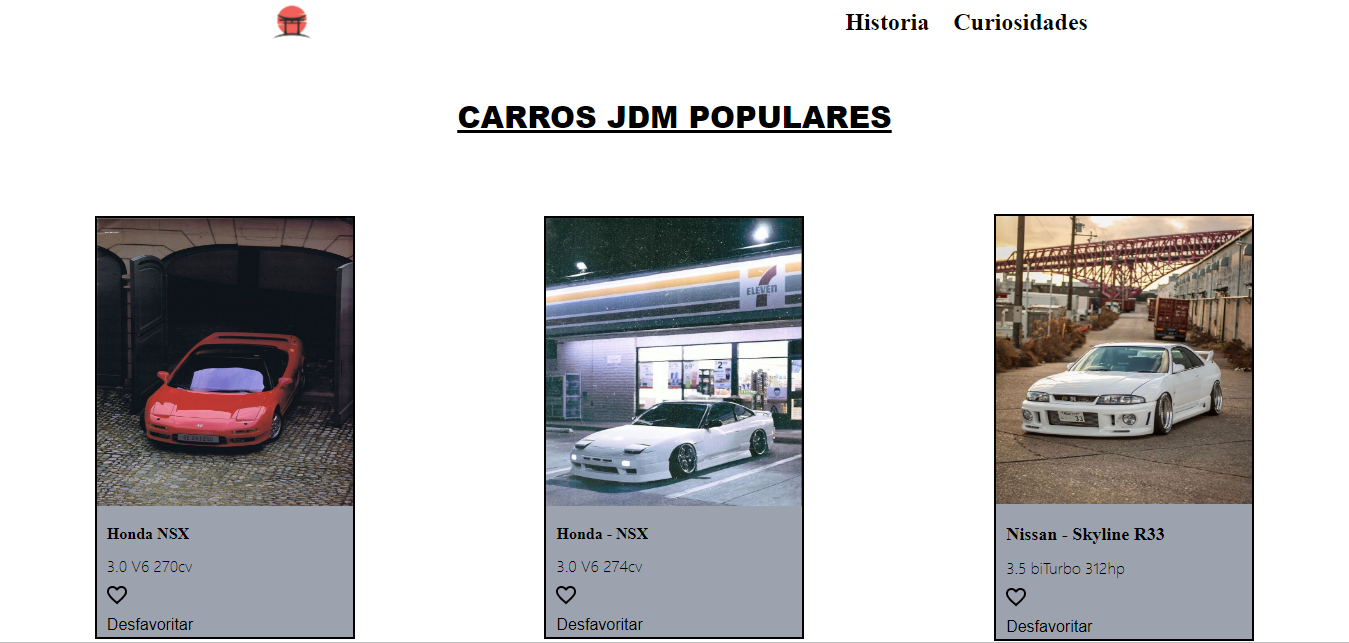 Historia Curiosidades
CARROS JDM POPULARES
ELEVEn
33
Honda NSX
3.0 V6 270cv
Desfavoritar
Honda - NSX
3.0 V6 274cv
Desfavoritar
Nissan - Skyline R33
3.5 biTurbo 312hp
Desfavoritar